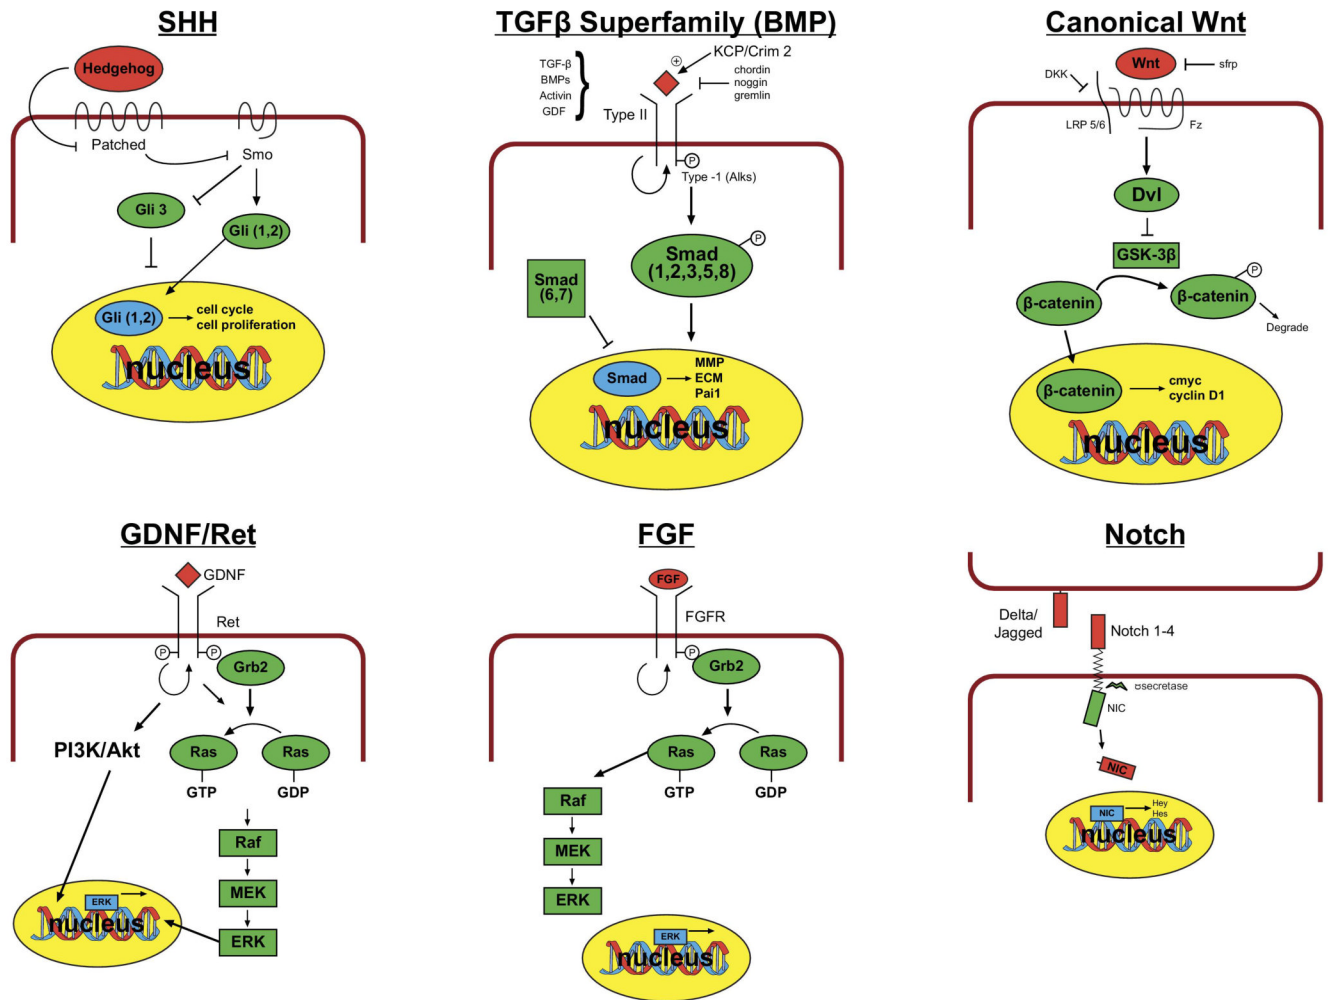 SHH
Hedgehog
Patched
Smo
Gli 3
Gli (1,2)
Gli (1,2)
cell cycle
cell proliferation
nucleus
TGFβ Superfamily (BMP)
TGF-β
BMPs
Activin
GDF
+
KCP/Crim 2
chordin
noggin
gremlin
Type II
P
Type -1 (Alks)
P
Smad
(1,2,3,5,8)
Smad
(6,7)
Smad
MMP
ECM
Pai1
nucleus
Canonical Wnt
Wnt
sfrp
DKK
LRP 5/6
Fz
Dvl
GSK-3β
P
β-catenin
β-catenin
Degrade
β-catenin
cmyc
cyclin D1
nucleus
GDNF/Ret
GDNF
Ret
P
P
Grb2
PI3K/Akt
Ras
Ras
GTP
GDP
Raf
MEK
ERK
ERK
nucleus
FGF
FGF
FGFR
P
Grb2
Ras
Ras
GTP
GDP
Raf
MEK
ERK
ERK
nucleus
Notch
Delta/
Jagged
Notch 1-4
secretase
NIC
NIC
NIC
Hey
Hes
nucleus